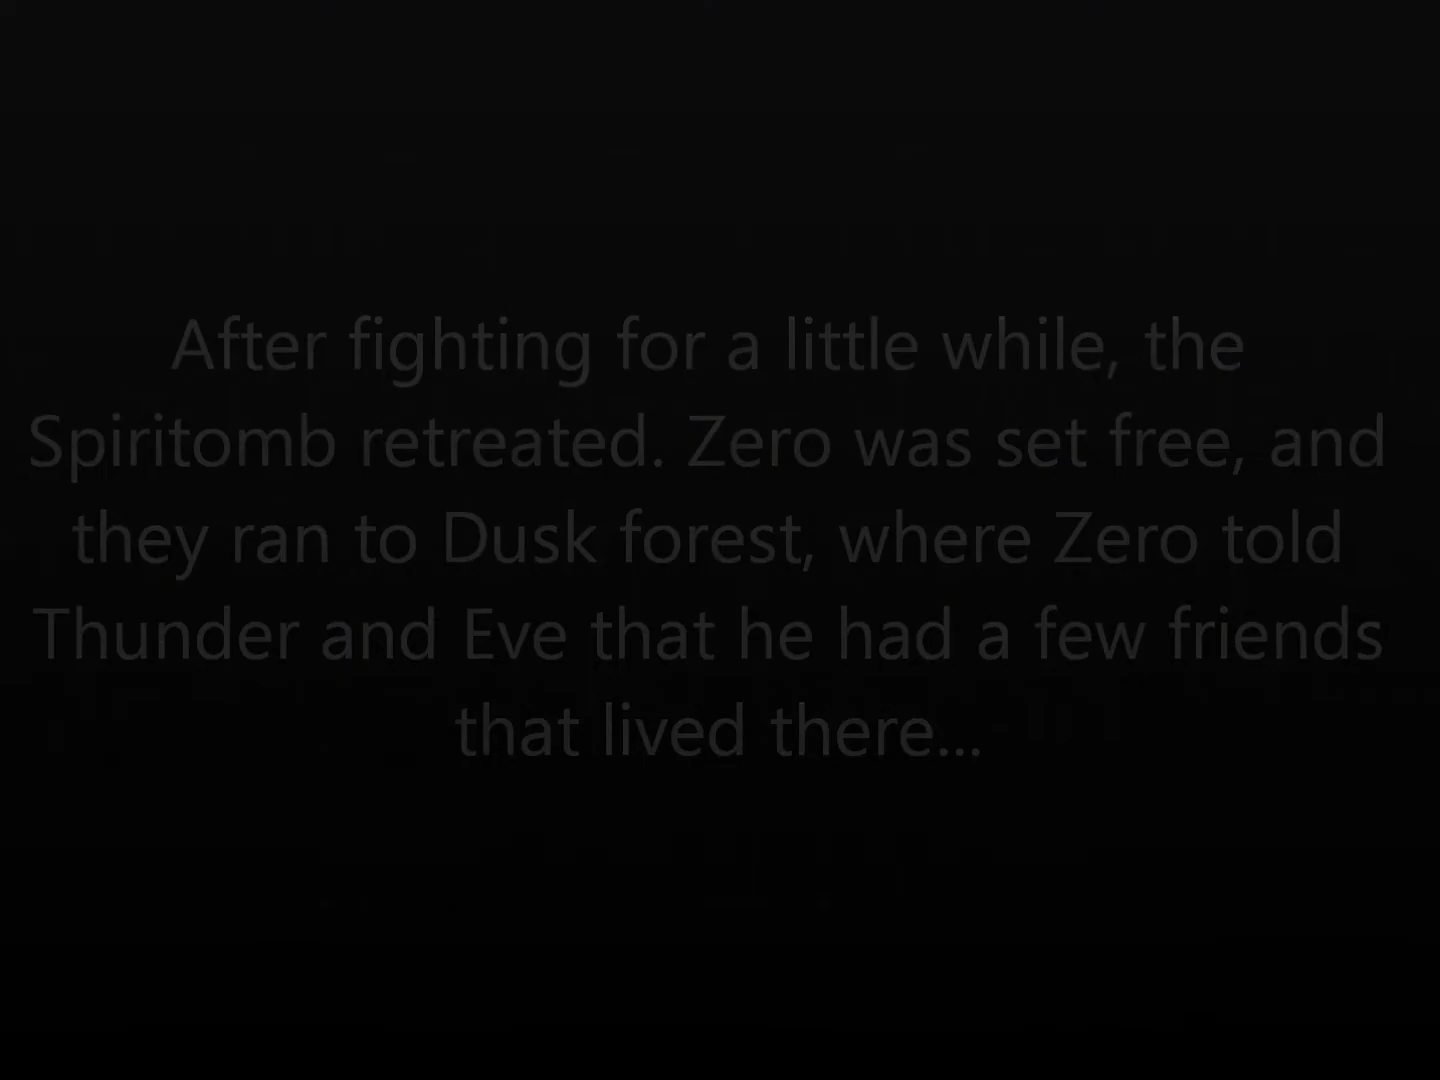 After fighting for a little while, the
Spiritomb retreated. Zero was set free, and
they ran to Dusk forest, where Zero told
Thunder and Eve that he had a few friends
that lived there...